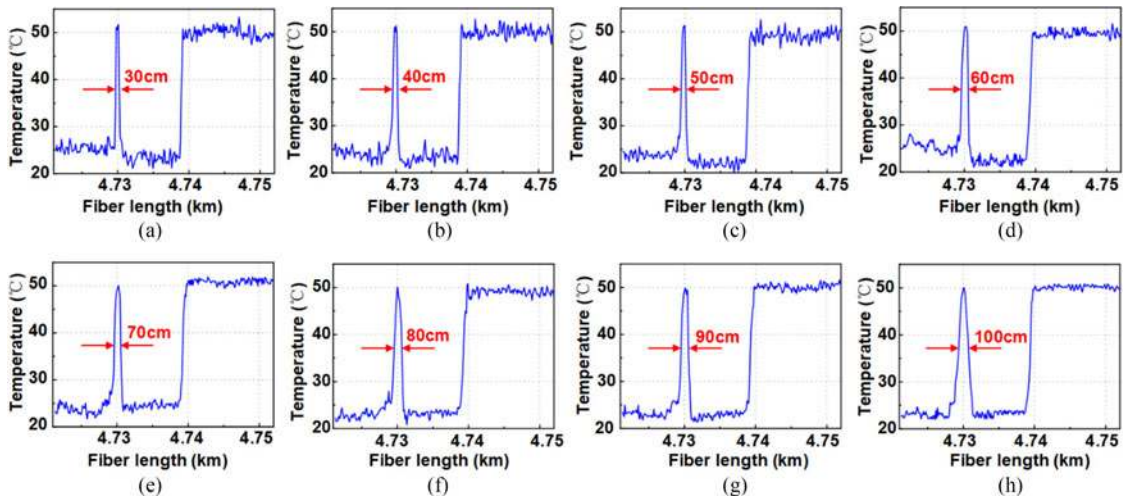 Temperature (℃)
50
40
30
20
30cm
4.73
4.74
4.75
Fiber length (km)
(a)
Temperature (℃)
50
40
30
20
40cm
4.73
4.74
4.75
Fiber length (km)
(b)
Temperature (℃)
50
40
30
20
50cm
4.73
4.74
4.75
Fiber length (km)
(c)
Temperature (℃)
50
40
30
20
60cm
4.73
4.74
4.75
Fiber length (km)
(d)
Temperature (℃)
50
40
30
20
70cm
4.73
4.74
4.75
Fiber length (km)
(e)
Temperature (℃)
50
40
30
20
80cm
4.73
4.74
4.75
Fiber length (km)
(f)
Temperature (℃)
50
40
30
20
90cm
4.73
4.74
4.75
Fiber length (km)
(g)
Temperature (℃)
50
40
30
20
100cm
4.73
4.74
4.75
Fiber length (km)
(h)